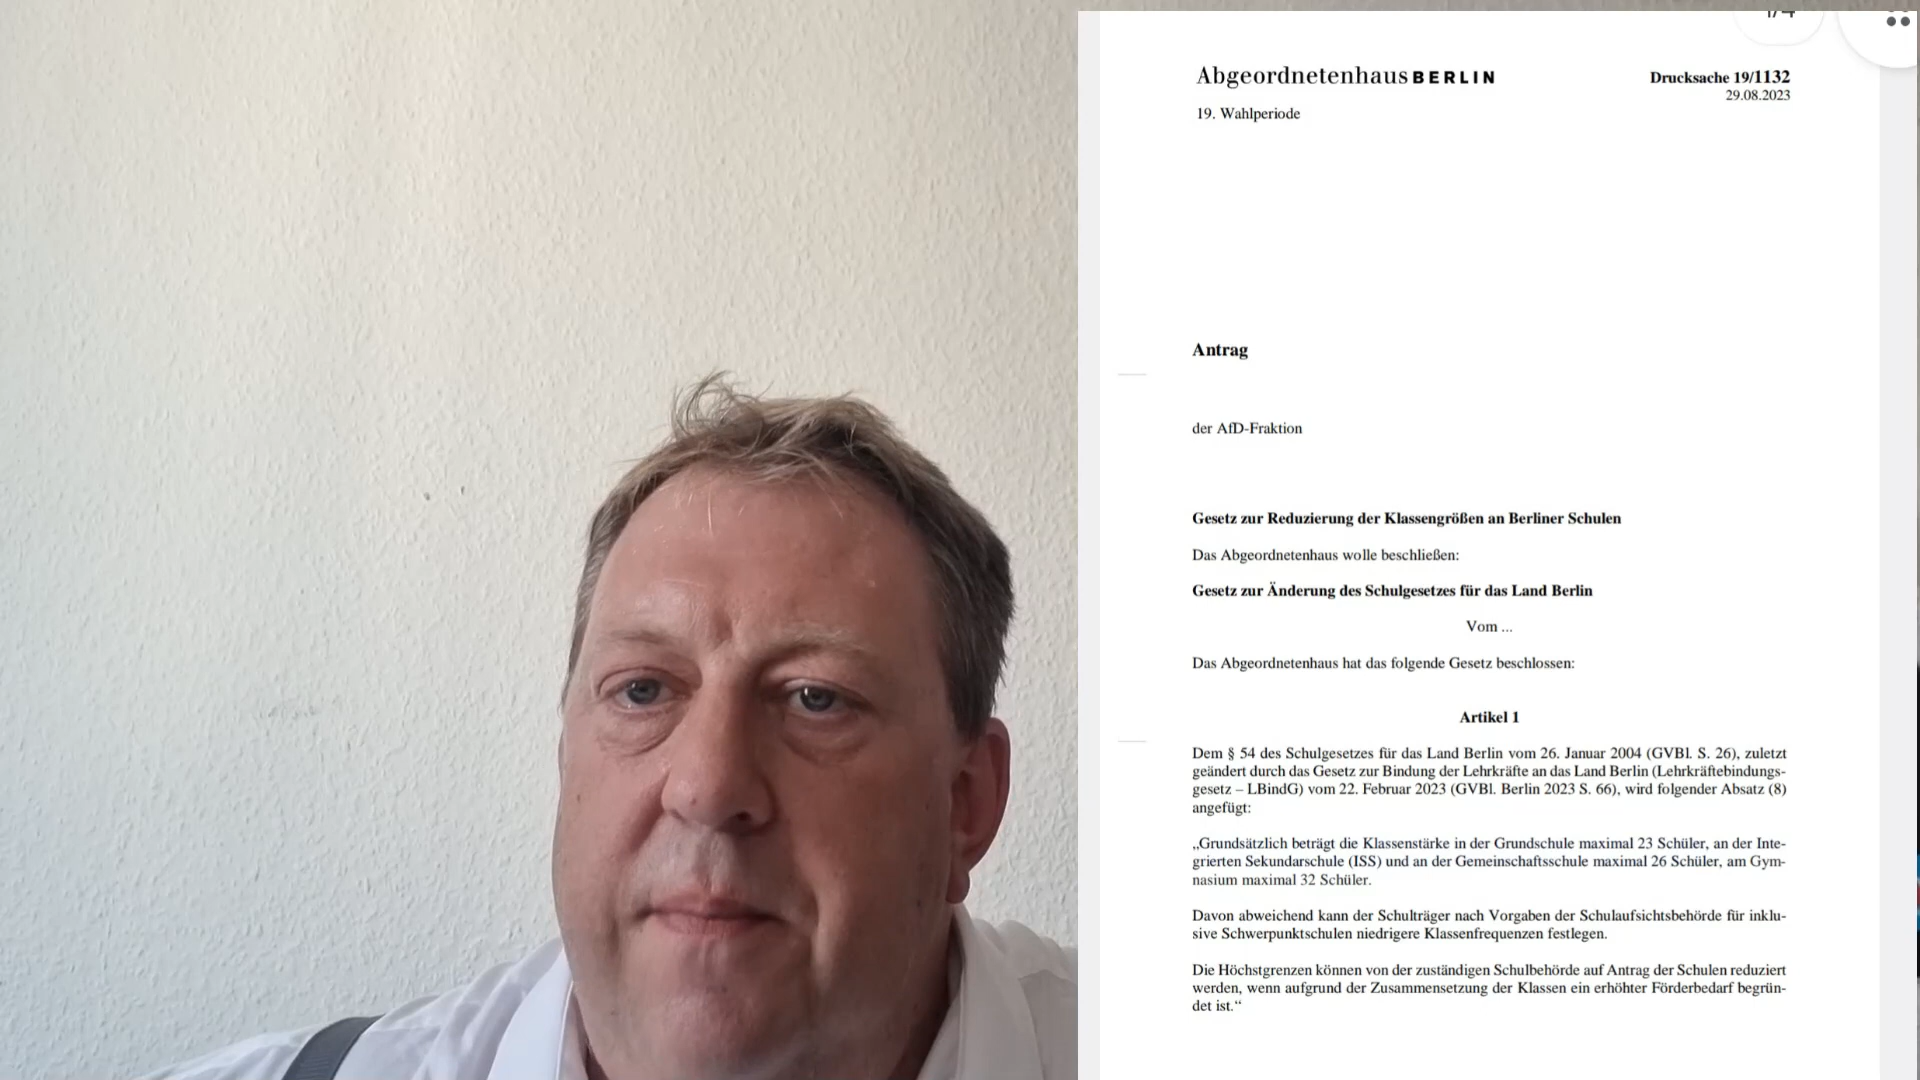 Abgeordnetenhaus BERLIN
Drucksache 19/1132
29.08.2023
19. Wahlperiode
Antrag
der AfD-Fraktion
Gesetz zur Reduzierung der Klassengrößen an Berliner Schulen
Das Abgeordnetenhaus wolle beschließen:
Gesetz zur Änderung des Schulgesetzes für das Land Berlin
Vom ...
Das Abgeordnetenhaus hat das folgende Gesetz beschlossen:
Artikel 1
Dem § 54 des Schulgesetzes für das Land Berlin vom 26. Januar 2004 (GVBl. S. 26), zuletzt
geändert durch das Gesetz zur Bindung der Lehrkräfte an das Land Berlin (Lehrkräftebindungs-
gesetz – LBindG) vom 22. Februar 2023 (GVBl. Berlin 2023 S. 66), wird folgender Absatz (8)
angefügt:
„Grundsätzlich beträgt die Klassenstärke in der Grundschule maximal 23 Schüler, an der Inte-
grierten Sekundarschule (ISS) und an der Gemeinschaftsschule maximal 26 Schüler, am Gym-
nasium maximal 32 Schüler.
Davon abweichend kann der Schulträger nach Vorgaben der Schulaufsichtsbehörde für inklu-
sive Schwerpunktschulen niedrigere Klassenfrequenzen festlegen.
Die Höchstgrenzen können von der zuständigen Schulbehörde auf Antrag der Schulen reduziert
werden, wenn aufgrund der Zusammensetzung der Klassen ein erhöhter Förderbedarf begrün-
det ist.“